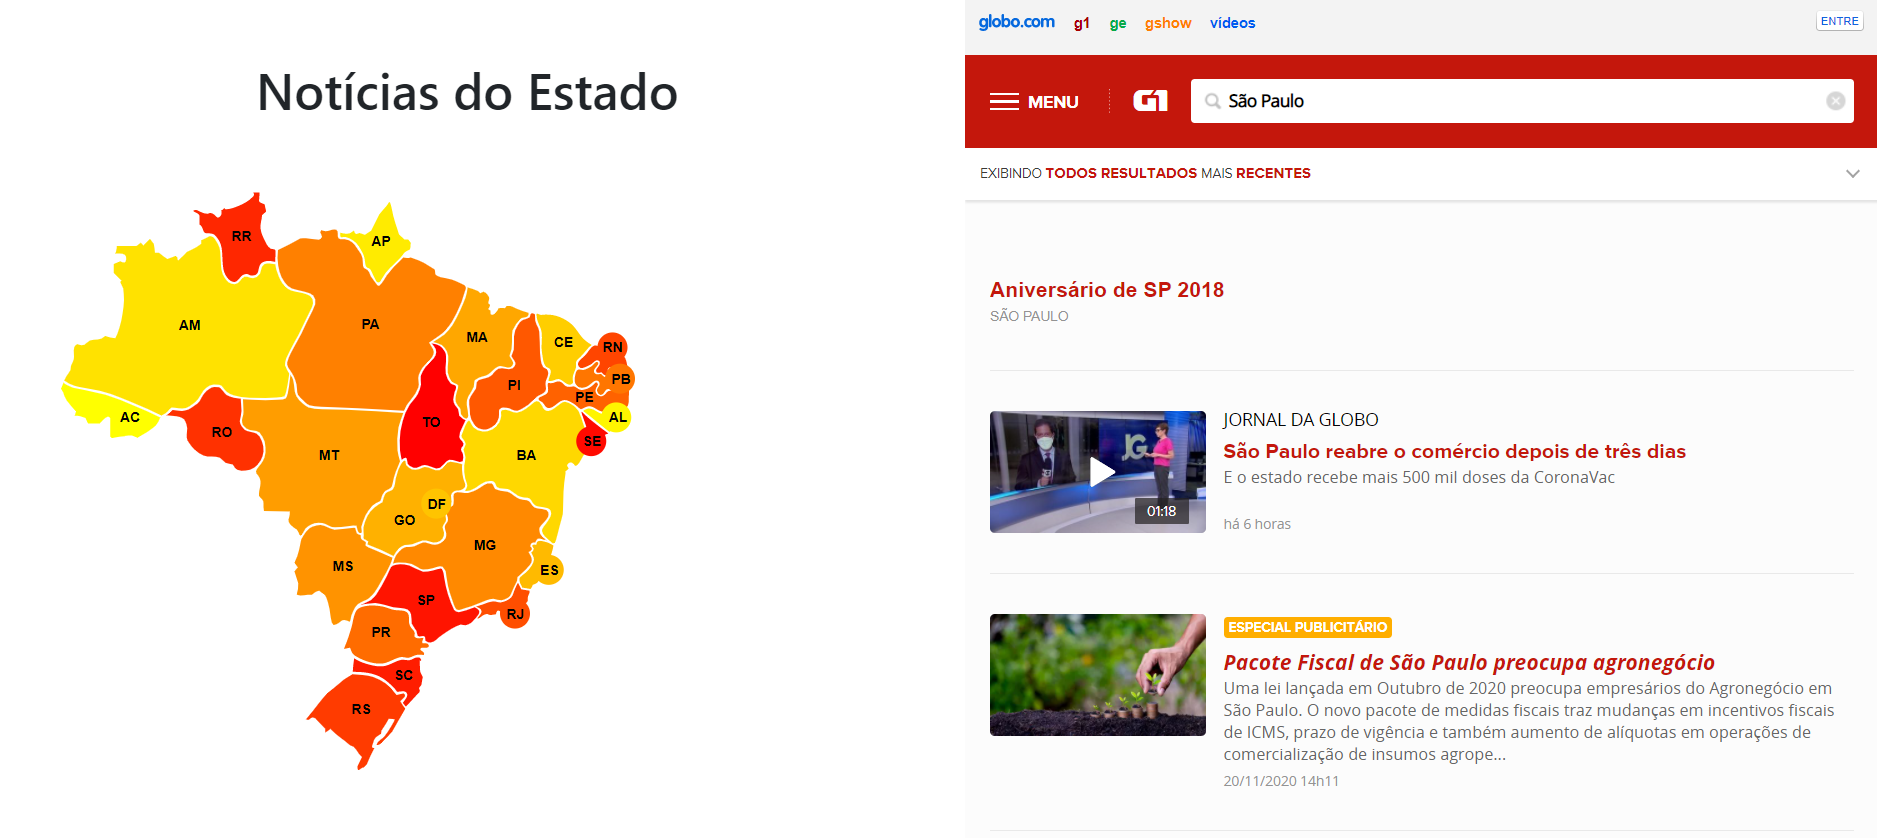 Notícias do Estado
RR
AP
AM
PA
MA
CE
RN
PI
PB
PE
AC
AL
RO
TO
SE
MT
BA
DF
GO
MG
MS
ES
SP
RJ
PR
SC
RS
globo.com g1 ge gshow vídeos ENTRE
MENU G1 São Paulo
EXIBINDO TODOS RESULTADOS MAIS RECENTES
Aniversário de SP 2018
SÃO PAULO
JG
01:18
JORNAL DA GLOBO
São Paulo reabre o comércio depois de três dias
E o estado recebe mais 500 mil doses da CoronaVac
há 6 horas
ESPECIAL PUBLICITÁRIO
Pacote Fiscal de São Paulo preocupa agronegócio
Uma lei lançada em Outubro de 2020 preocupa empresários do Agronegócio em
São Paulo. O novo pacote de medidas fiscais traz mudanças em incentivos fiscais
de ICMS, prazo de vigência e também aumento de alíquotas em operações de
comercialização de insumos agrope...
20/11/2020 14h11